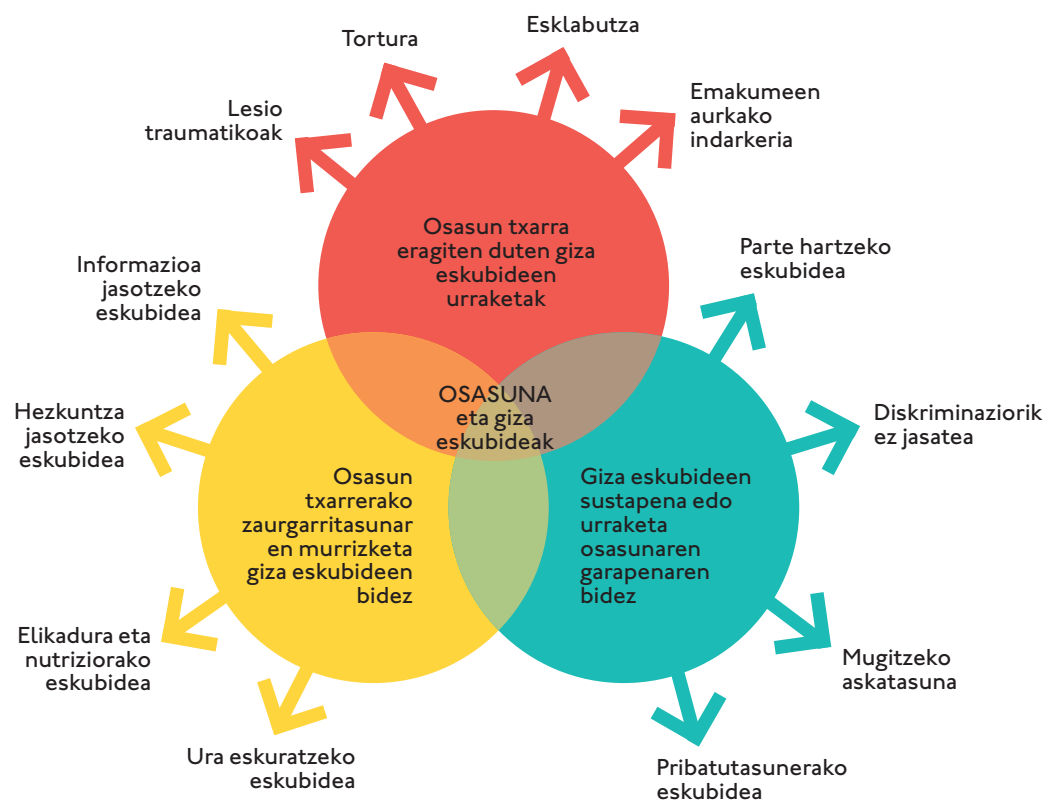 Esklabutza
Tortura
Emakumeen
aurkako
indarkeria
Lesio
traumatikoak
Osasun txarra
eragiten duten giza
eskubideen
urraketak
Parte hartzeko
eskubidea
Informazioa
jasotzeko
eskubidea
OSASUNA
eta giza
eskubideak
Hezkuntza
jasotzeko
eskubidea
Diskriminaziorik
ez jasatea
Osasun
txarrerako
zaurgarritasunar
en murrizketa
giza eskubideen
bidez
Giza eskubideen
sustapena edo
urraketa
osasunaren
garapenaren
bidez
Elikadura eta
nutriziorako
eskubidea
Mugitzeko
askatasuna
Ura eskuratzeko
eskubidea
Pribatutasunerako
eskubidea